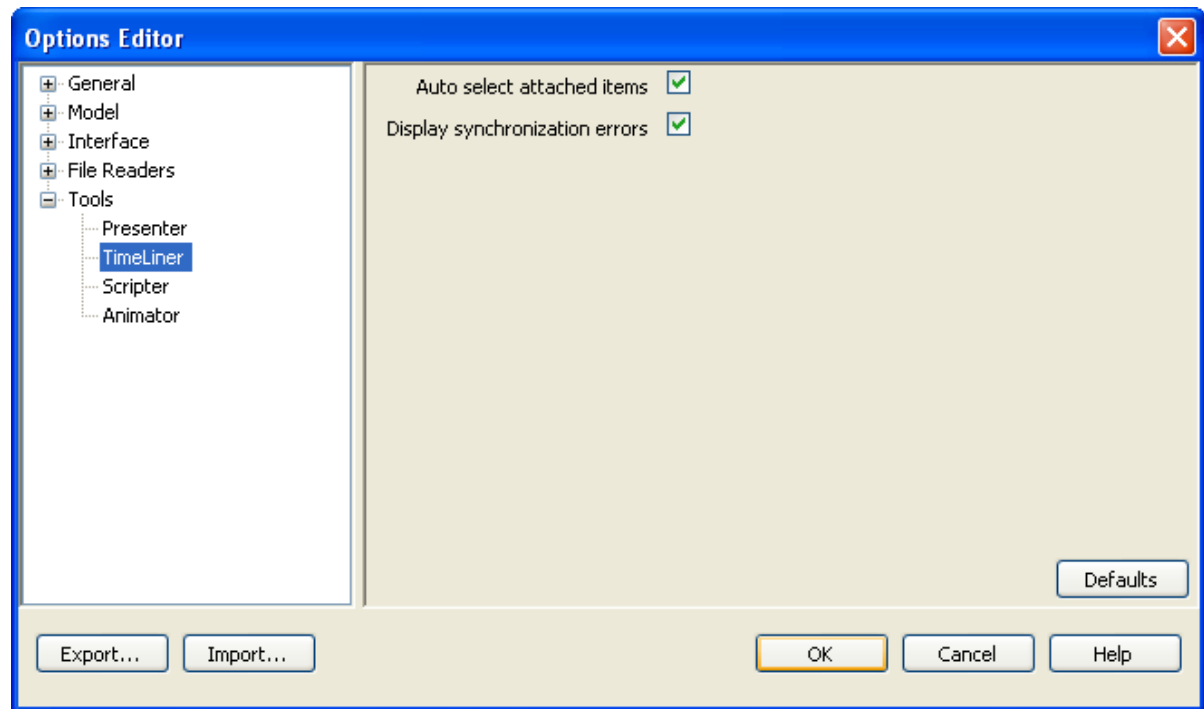 Options Editor
General
Model
Interface
File Readers
Tools
Presenter
TimeLiner
Scripter
Animator
Auto select attached items
Display synchronization errors
Defaults
Export...
Import...
OK
Cancel
Help